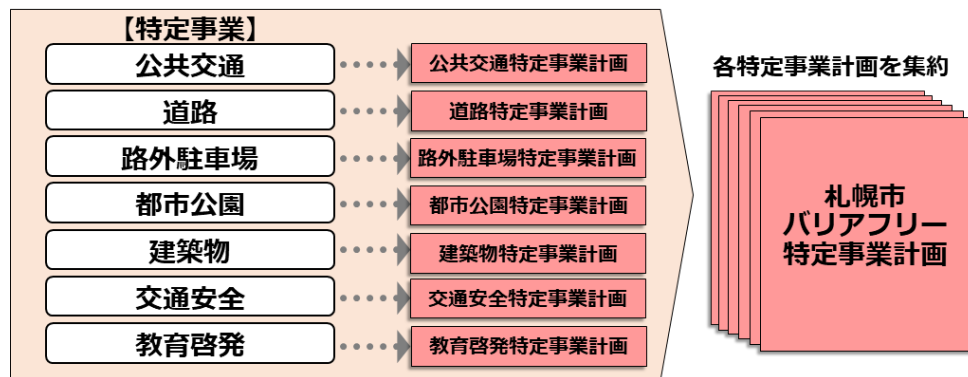 【特定事業】
公共交通
公共交通特定事業計画
道路
道路特定事業計画
路外駐車場
路外駐車場特定事業計画
都市公園
都市公園特定事業計画
建築物
建築物特定事業計画
交通安全
交通安全特定事業計画
教育啓発
教育啓発特定事業計画
各特定事業計画を集約
札幌市
バリアフリー
特定事業計画